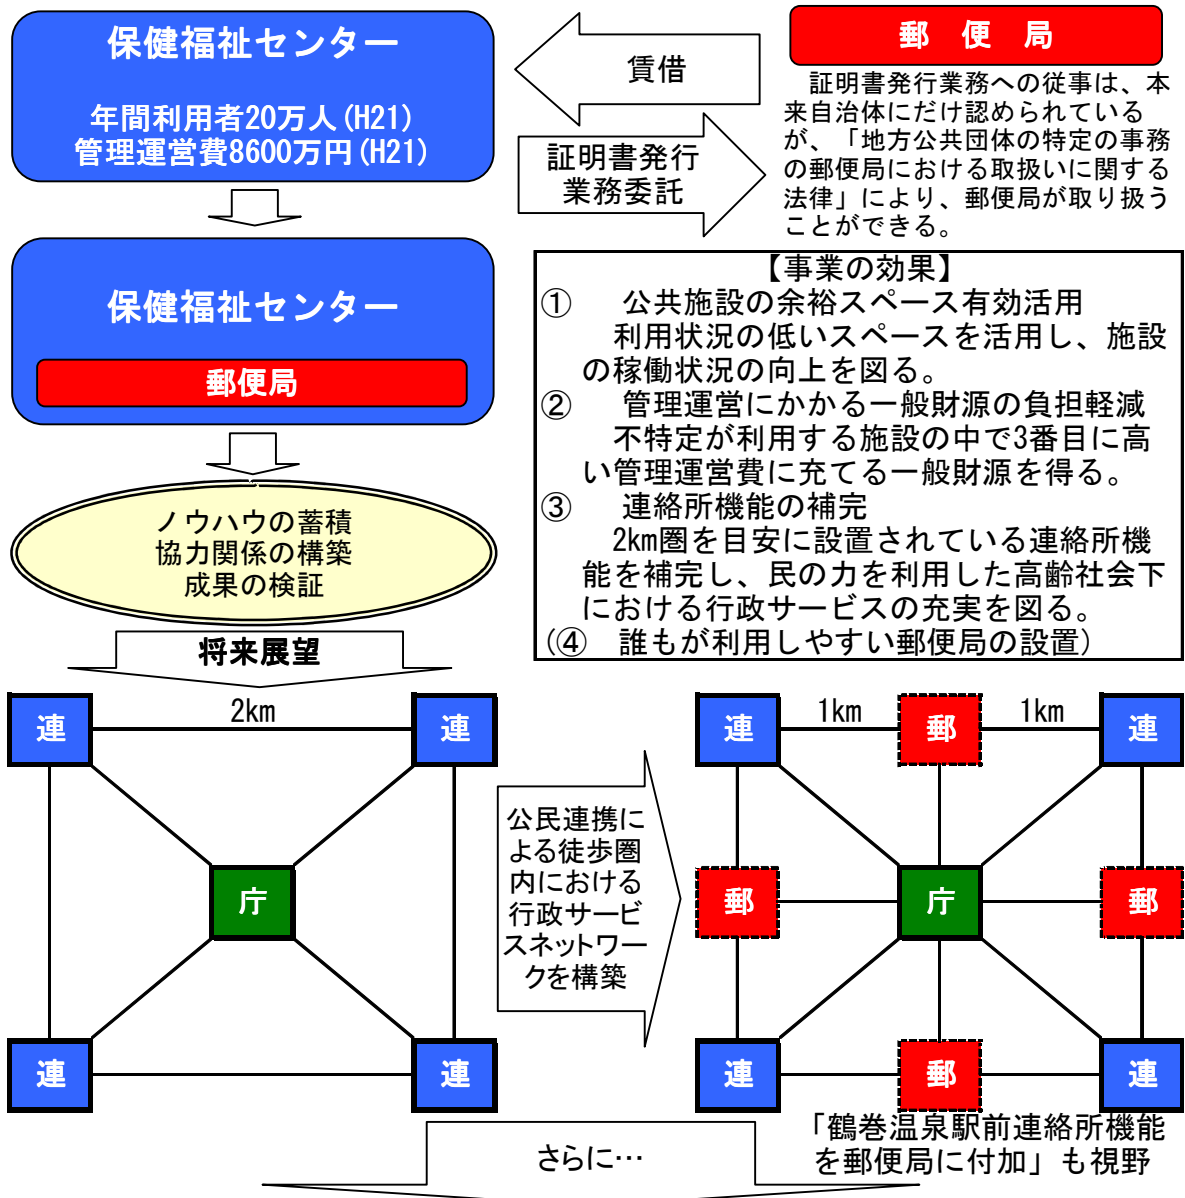 保健福祉センター
年間利用者20万人(H21)
管理運営費8600万円(H21)
賃借
証明書発行
業務委託
郵便局
証明書発行業務への従事は、本
来自治体にだけ認められている
が、「地方公共団体の特定の事務
の郵便局における取扱いに関する
法律」により、郵便局が取り扱う
ことができる。
保健福祉センター
郵便局
【事業の効果】
① 公共施設の余裕スペース有効活用
利用状況の低いスペースを活用し、施設
の稼働状況の向上を図る。
② 管理運営にかかる一般財源の負担軽減
不特定が利用する施設の中で3番目に高
い管理運営費に充てる一般財源を得る。
③ 連絡所機能の補完
2km圏を目安に設置されている連絡所機
能を補完し、民の力を利用した高齢社会下
における行政サービスの充実を図る。
(④ 誰もが利用しやすい郵便局の設置)
ノウハウの蓄積
協力関係の構築
成果の検証
将来展望
連
2km
連
庁
連
連
公民連携に
よる徒歩圏
内における
行政サービ
スネットワー
クを構築
連
1km
郵
1km
連
郵
庁
郵
連
郵
連
「鶴巻温泉駅前連絡所機能
を郵便局に付加」も視野
さらに…